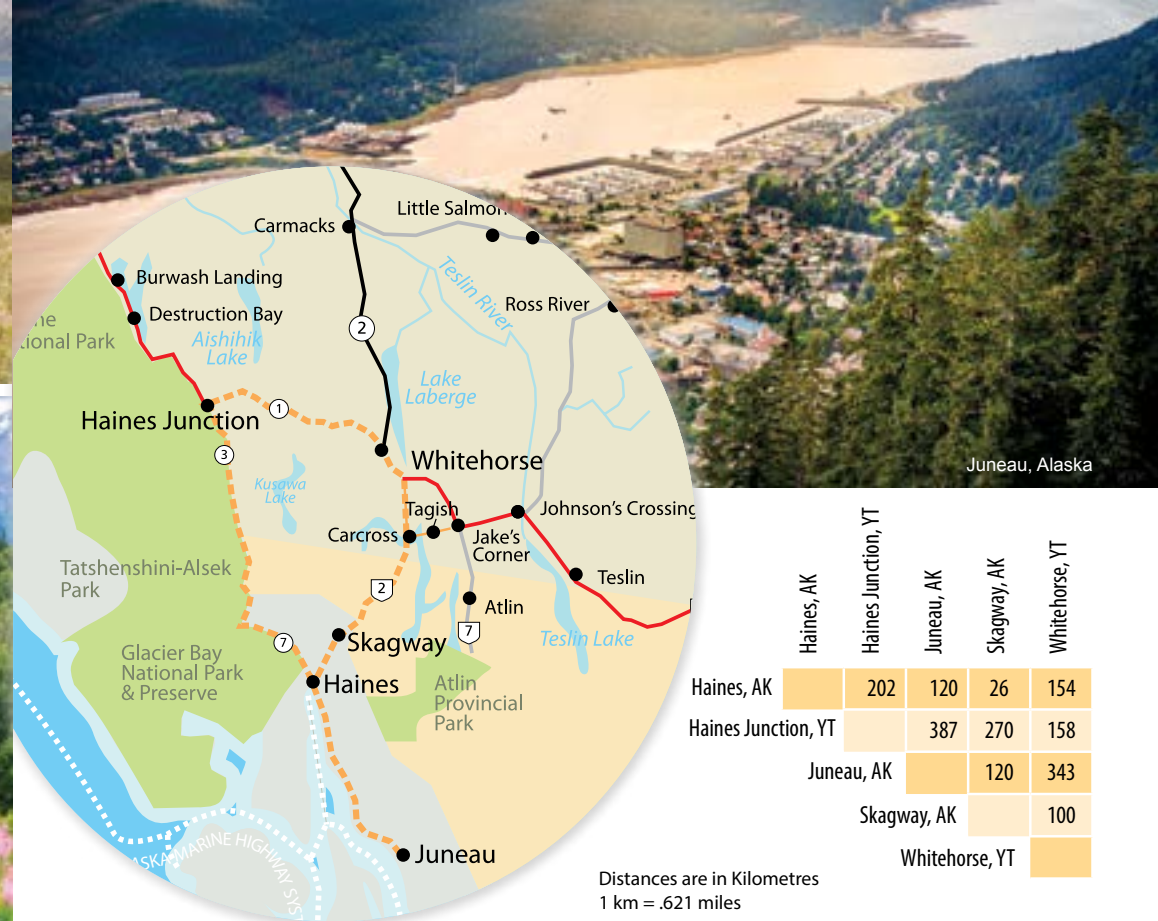 Juneau, Alaska
Carmacks
Little Salmon
Burwash Landing
Destruction Bay
Teslin River
Ross River
tional Park
Aishihik
Lake
2
Lake
Laberge
1
Haines Junction
3
Whitehorse
Kusawa
Lake
Tagish
Johnson's Crossing
Carcross
Jake's
Corner
Tatshenshini-Alsek
Park
Teslin
2
Atlin
7
Teslin Lake
Skagway
7
Glacier Bay
National Park
& Preserve
Haines
Atlin
Provincial
Park
Juneau
MARINE HIGHWAY
Haines, AK
Haines Junction, YT
Juneau, AK
Skagway, AK
Whitehorse, YT
Haines, AK 202 120 26 154
Haines Junction, YT 387 270 158
Juneau, AK 120 343
Skagway, AK 100
Whitehorse, YT
Distances are in Kilometres
1 km = .621 miles